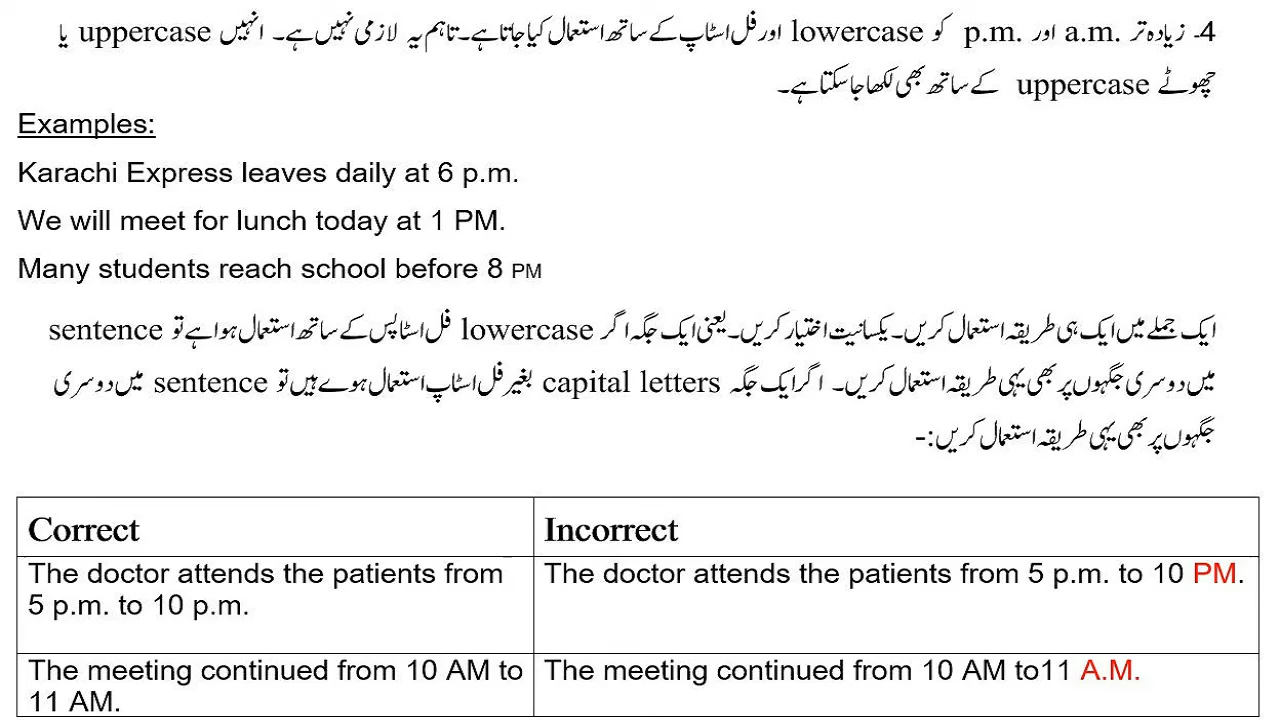 4- زیادہ تر a.m. اور p.m. کو lowercase اور فل اسٹاپ کے ساتھ استعمال کیا جاتا ہے۔ تاہم یہ لازمی نہیں ہے۔ انہیں uppercase یا
چھوٹے uppercase کے ساتھ بھی لکھا جا سکتا ہے۔
Examples:
Karachi Express leaves daily at 6 p.m.
We will meet for lunch today at 1 PM.
Many students reach school before 8 PM
ایک جملے میں ایک ہی طریقہ استعمال کریں۔ یکسانیت اختیار کریں۔ یعنی ایک جگہ اگر lowercase فل اسٹاپس کے ساتھ استعمال ہوا ہے تو sentence
میں دوسری جگہوں پر بھی یہی طریقہ استعمال کریں۔ اگر ایک جگہ capital letters بغیر فل اسٹاپ استعمال ہوے ہیں تو sentence میں دوسری
جگہوں پر بھی یہی طریقہ استعمال کریں:-
Correct
Incorrect
The doctor attends the patients from
5 p.m. to 10 p.m.
The doctor attends the patients from 5 p.m. to 10 PM.
The meeting continued from 10 AM to
11 AM.
The meeting continued from 10 AM to11 A.M.